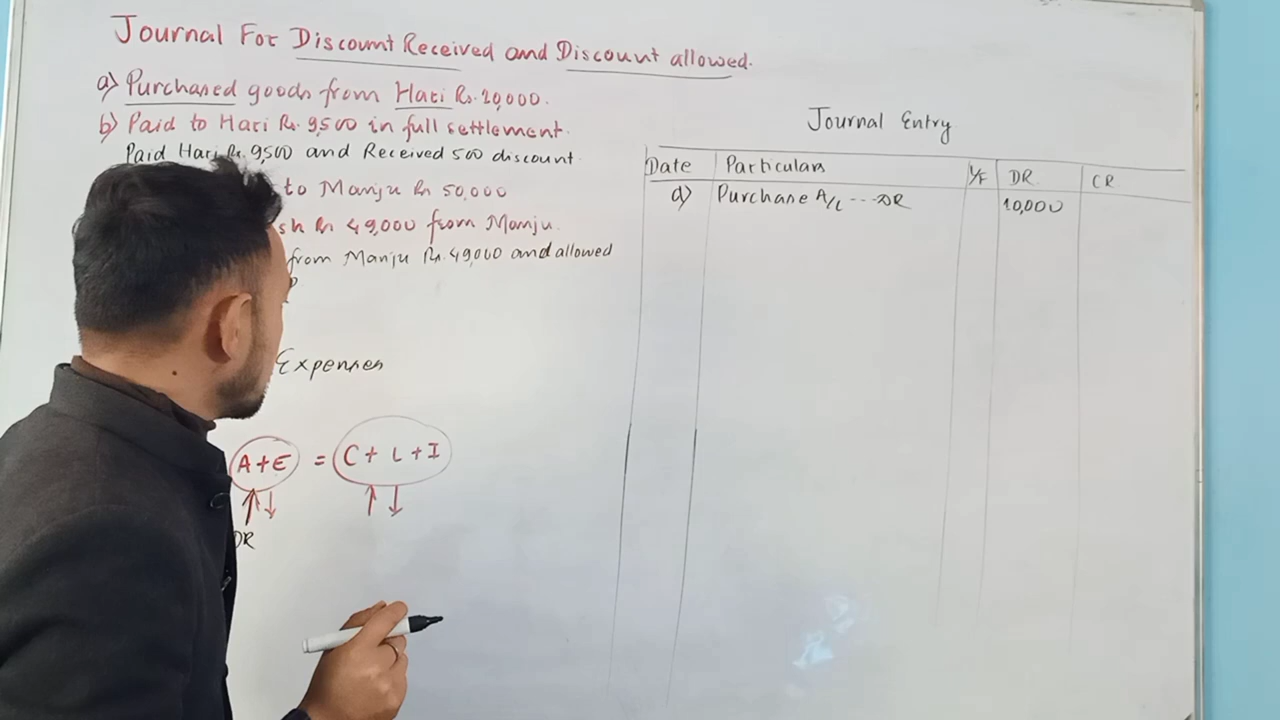 Journal For Discount Received and Discount allowed.
a) Purchased goods from Hari Rs. 10,000.
b) Paid to Hari Rs. 9,500 in full settlement.
Paid Hari Rs. 9,500 and Received 500 discount
to Manju Rs 50,000
sh Rs 49,000 from Manju.
from Manju Rs. 49,000 and allowed
Expenses
A+E = C + L + I
DR
Journal Entry
Date Particulars L/F DR CR
a) Purchase A/c ---DR 10,000